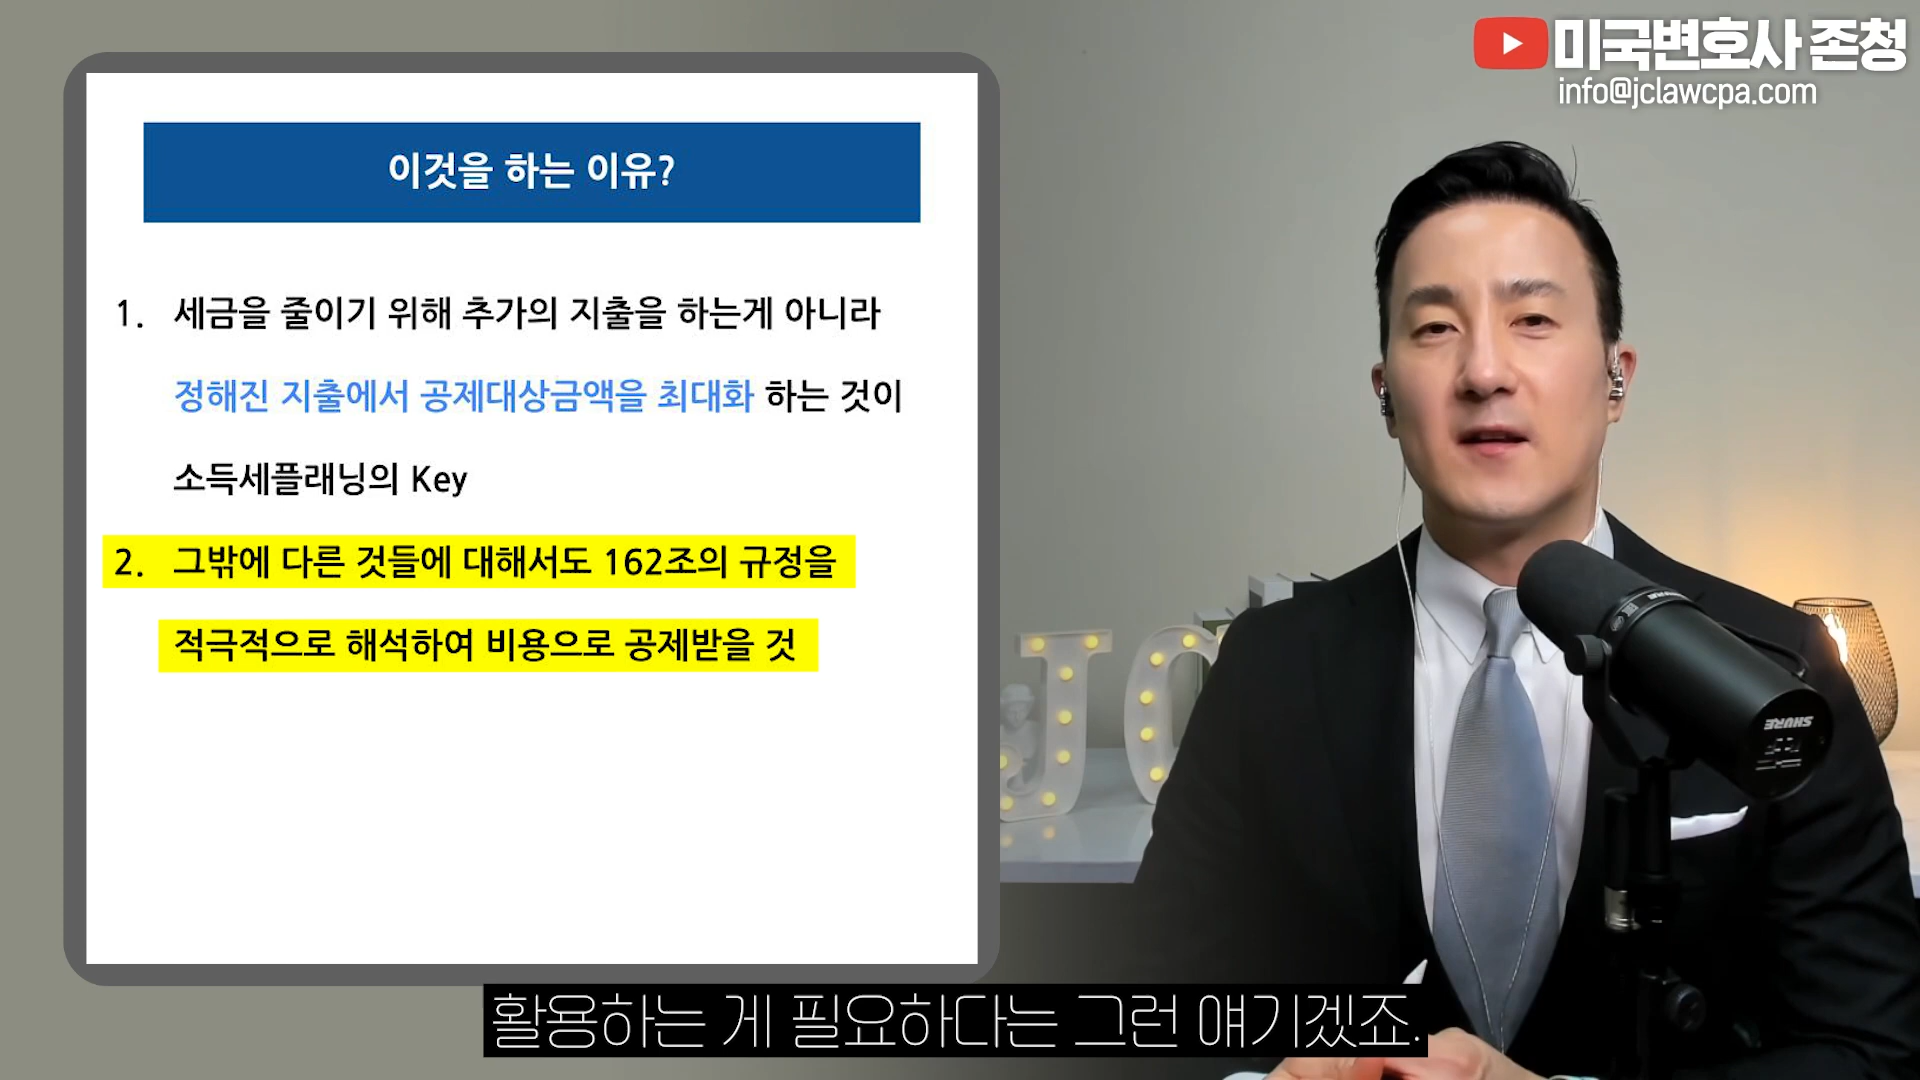 미국변호사 존청
info@jclawcpa.com
이것을 하는 이유?
1. 세금을 줄이기 위해 추가의 지출을 하는게 아니라
정해진 지출에서 공제대상금액을 최대화 하는 것이
소득세플래닝의 Key
2. 그밖에 다른 것들에 대해서도 162조의 규정을
적극적으로 해석하여 비용으로 공제받을 것
JC
SHURE
활용하는 게 필요하다는 그런 얘기겠죠.